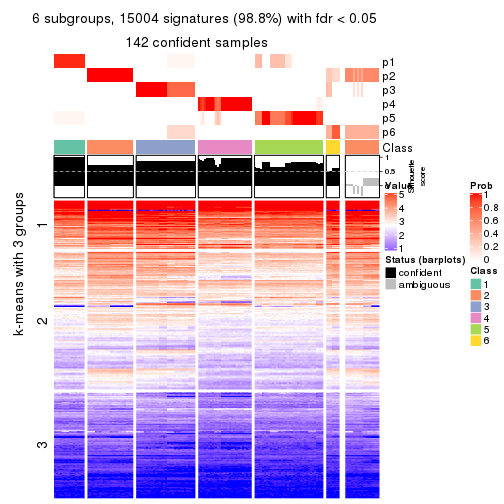 6 subgroups, 15004 signatures (98.8%) with fdr < 0.05
142 confident samples
p1
p2
p3
p4
p5
p6
Class
1
0.5
0
Silhouette
score
k-means with 3 groups
1
2
3
Value
5
4
3
2
1
Status (barplots)
confident
ambiguous
Prob
1
0.8
0.6
0.4
0.2
0
Class
1
2
3
4
5
6